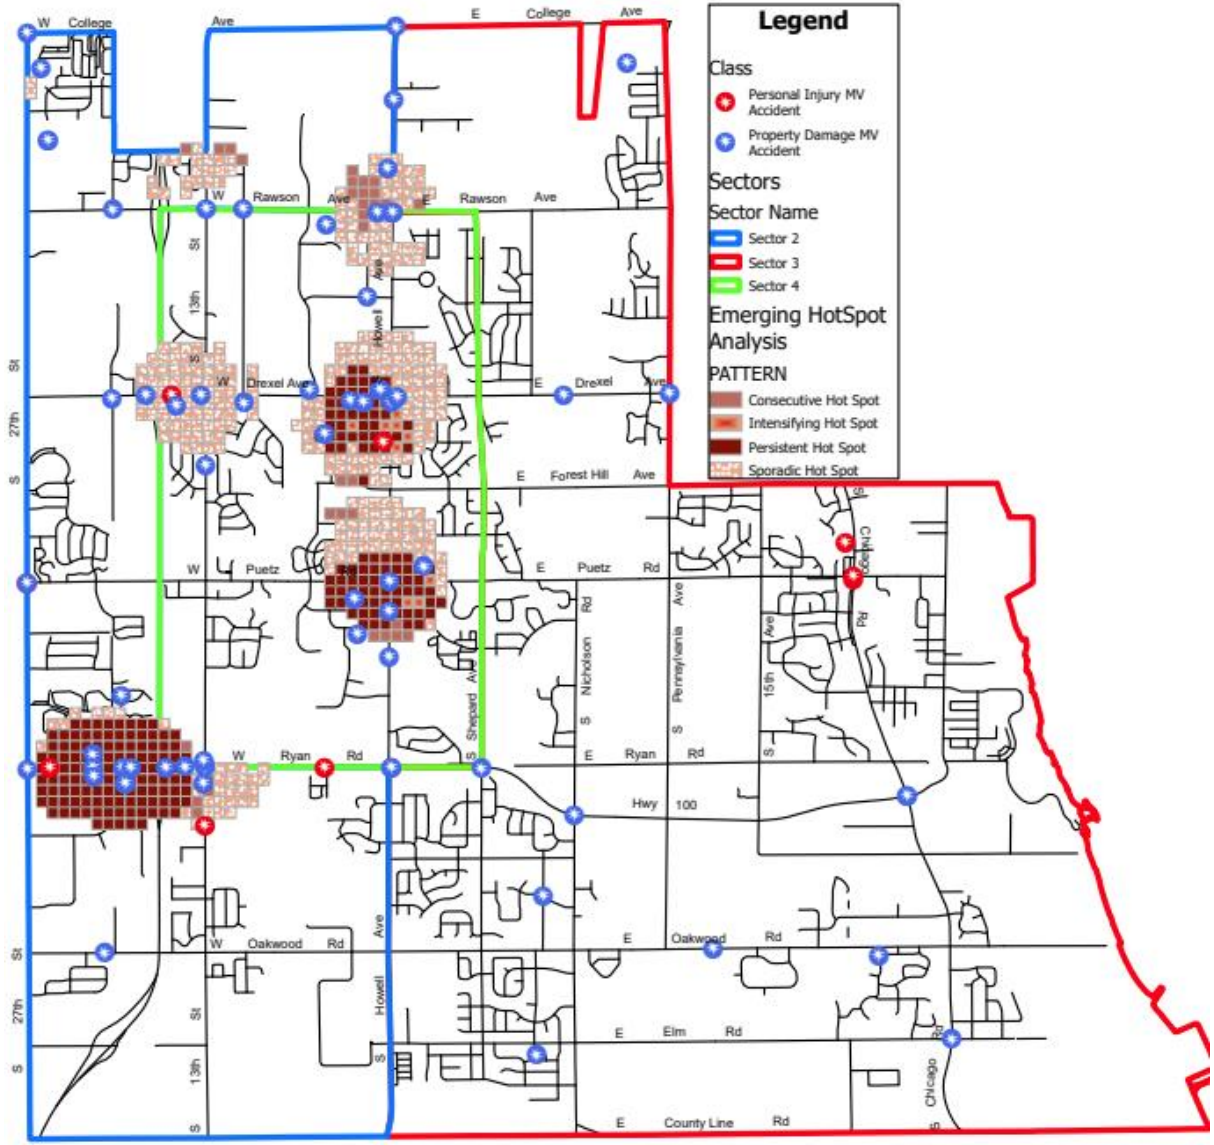 W College Ave E College Ave
W Rawson Ave E Rawson Ave
S 13th St
Howell Ave
S 27th St
W Drexel Ave E Drexel Ave
E Forest Hill Ave
W Puetz E Puetz Rd
S Chicago Rd
S Nicholson Rd
S Pennsylvania Ave
S 15th Ave
S Shepard Ave
W Ryan Rd E Ryan Rd
Hwy 100
W Oakwood Rd E Oakwood Rd
S 27th St
S 13th St
S Howell Ave
E Elm Rd
S Chicago Rd
E County Line Rd
Legend
Class
Personal Injury MV
Accident
Property Damage MV
Accident
Sectors
Sector Name
Sector 2
Sector 3
Sector 4
Emerging HotSpot
Analysis
PATTERN
Consecutive Hot Spot
Intensifying Hot Spot
Persistent Hot Spot
Sporadic Hot Spot